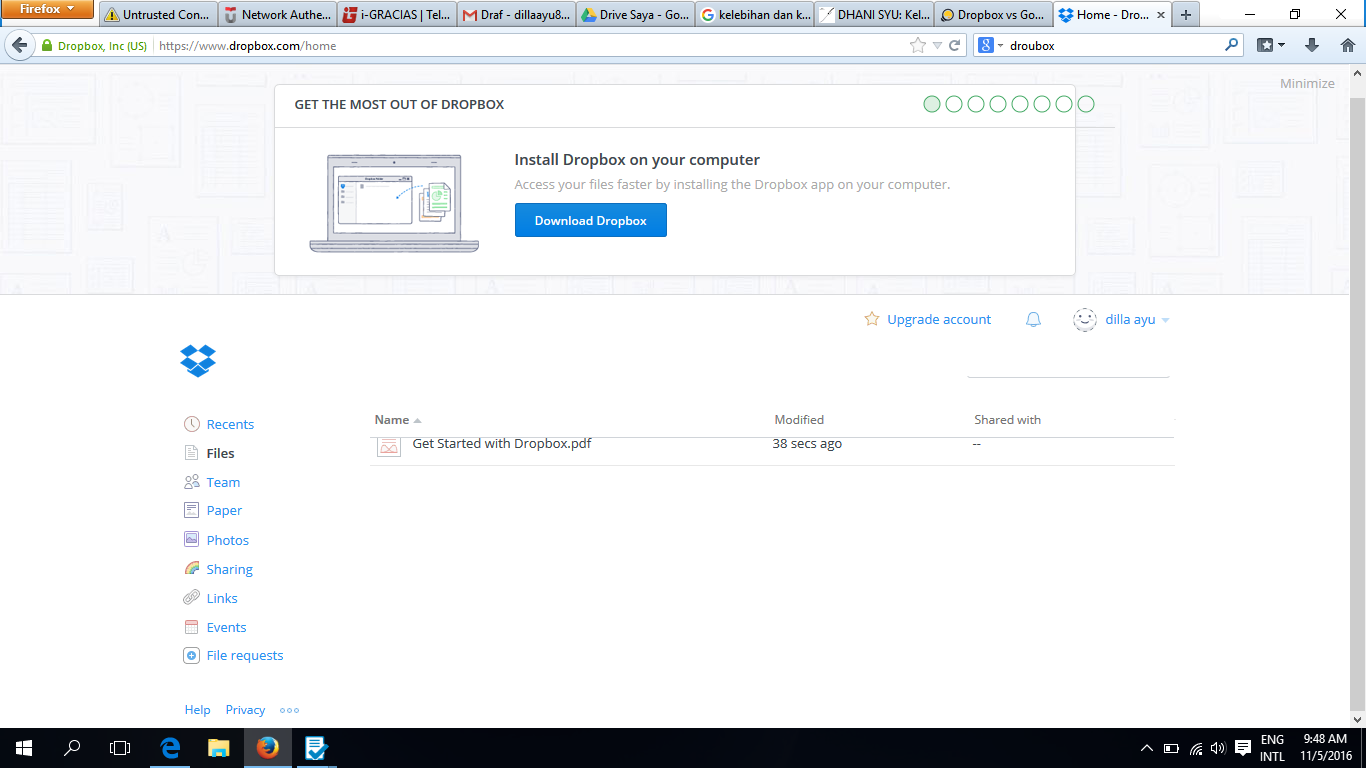 Firefox
Untrusted Con...
Network Authe...
i-GRACIAS | Tel...
Draf - dillaayu8...
Drive Saya - Go...
kelebihan dan k...
DHANI SYU: Kel...
Dropbox vs Go...
Home - Dro...
Dropbox, Inc (US)
https://www.dropbox.com/home
droubox
Minimize
GET THE MOST OUT OF DROPBOX
Install Dropbox on your computer
Access your files faster by installing the Dropbox app on your computer.
Download Dropbox
Upgrade account
dilla ayu
Name Modified Shared with
Get Started with Dropbox.pdf 38 secs ago --
Recents
Files
Team
Paper
Photos
Sharing
Links
Events
File requests
Help Privacy
ENG
INTL
9:48 AM
11/5/2016